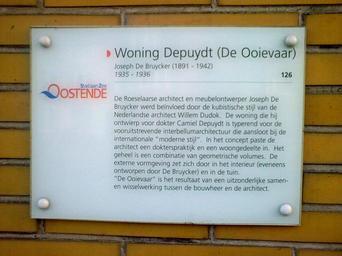 Woning Depuydt (De Ooievaar)
Joseph De Bruycker (1891 - 1942)
1935 - 1936
126
Stad aan Zee
OOSTENDE
De Roeselaarse architect en meubelontwerper Joseph De
Bruycker werd beïnvloed door de kubistische stijl van de
Nederlandse architect Willem Dudok. De woning die hij
ontwierp voor dokter Camiel Depuydt is typerend voor de
vooruitstrevende interbellumarchitectuur die aansloot bij de
internationale "moderne stijl". In het concept paste de
architect een dokterspraktijk en een woongedeelte in. Het
geheel is een combinatie van geometrische volumes. De
externe vormgeving zet zich door in het interieur (eveneens
ontworpen door De Bruycker) en in de tuin.
"De Ooievaar" is het resultaat van een uitzonderlijke samen-
en wisselwerking tussen de bouwheer en de architect.